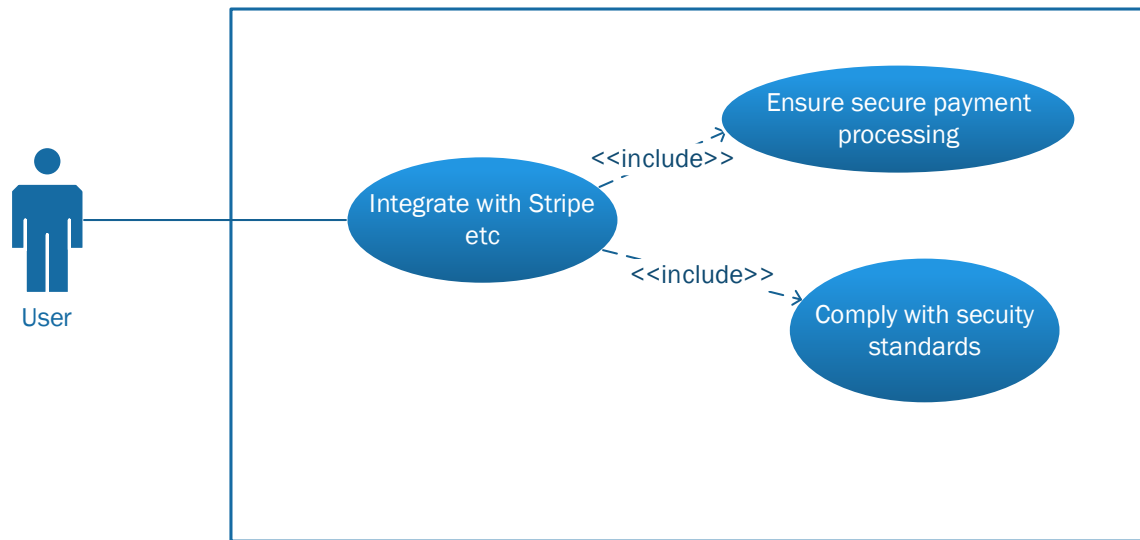 Ensure secure payment
processing
<<include>>
Integrate with Stripe
etc
<<include>>
Comply with secuity
standards
User